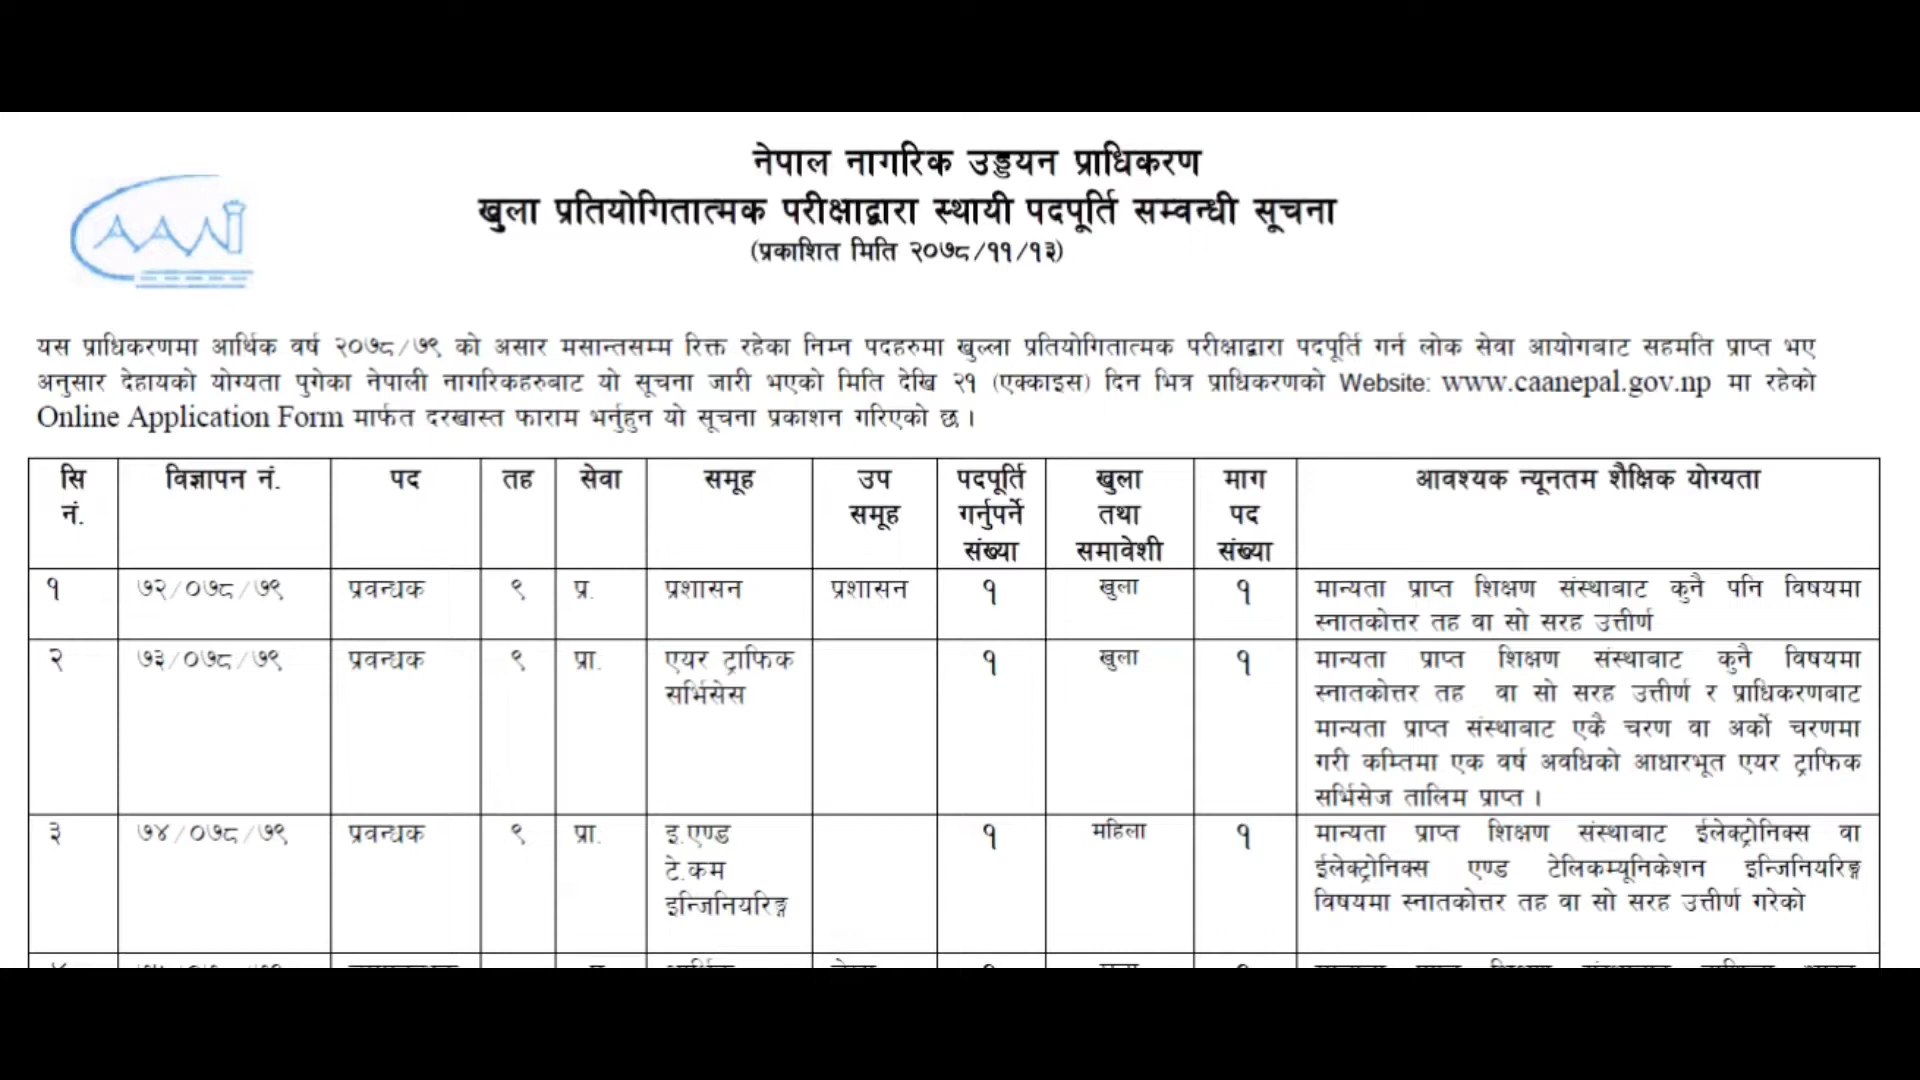 नेपाल नागरिक उड्डयन प्राधिकरण
खुला प्रतियोगितात्मक परीक्षाद्वारा स्थायी पदपूर्ति सम्वन्धी सूचना
(प्रकाशित मिति २०७८/११/१३)
CAAN
यस प्राधिकरणमा आर्थिक वर्ष २०७८/७९ को असार मसान्तसम्म रिक्त रहेका निम्न पदहरुमा खुल्ला प्रतियोगितात्मक परीक्षाद्वारा पदपूर्ति गर्न लोक सेवा आयोगबाट सहमति प्राप्त भए
अनुसार देहायको योग्यता पुगेका नेपाली नागरिकहरुबाट यो सूचना जारी भएको मिति देखि २१ (एक्काइस) दिन भित्र प्राधिकरणको Website: www.caanepal.gov.np मा रहेको
Online Application Form मार्फत दरखास्त फाराम भर्नुहुन यो सूचना प्रकाशन गरिएको छ ।
सि नं. विज्ञापन नं. पद तह सेवा समूह उप समूह पदपूर्ति गर्नुपर्ने संख्या खुला तथा समावेशी माग पद संख्या आवश्यक न्यूनतम शैक्षिक योग्यता
१ ७२/०७८/७९ प्रवन्धक ९ प्र. प्रशासन प्रशासन १ खुला १ मान्यता प्राप्त शिक्षण संस्थाबाट कुनै पनि विषयमा
स्नातकोत्तर तह वा सो सरह उत्तीर्ण
२ ७३/०७८/७९ प्रवन्धक ९ प्रा. एयर ट्राफिक १ खुला १ मान्यता प्राप्त शिक्षण संस्थाबाट कुनै विषयमा
सर्भिसेस स्नातकोत्तर तह वा सो सरह उत्तीर्ण र प्राधिकरणबाट
मान्यता प्राप्त संस्थाबाट एकै चरण वा अर्को चरणमा
गरी कम्तिमा एक वर्ष अवधिको आधारभूत एयर ट्राफिक
सर्भिसेज तालिम प्राप्त ।
३ ७४/०७८/७९ प्रवन्धक ९ प्रा. इ.एण्ड १ महिला १ मान्यता प्राप्त शिक्षण संस्थाबाट ईलेक्ट्रोनिक्स वा
टे.कम ईलेक्ट्रोनिक्स एण्ड टेलिकम्यूनिकेशन इन्जिनियरिङ्ग
इन्जिनियरिङ्ग विषयमा स्नातकोत्तर तह वा सो सरह उत्तीर्ण गरेको